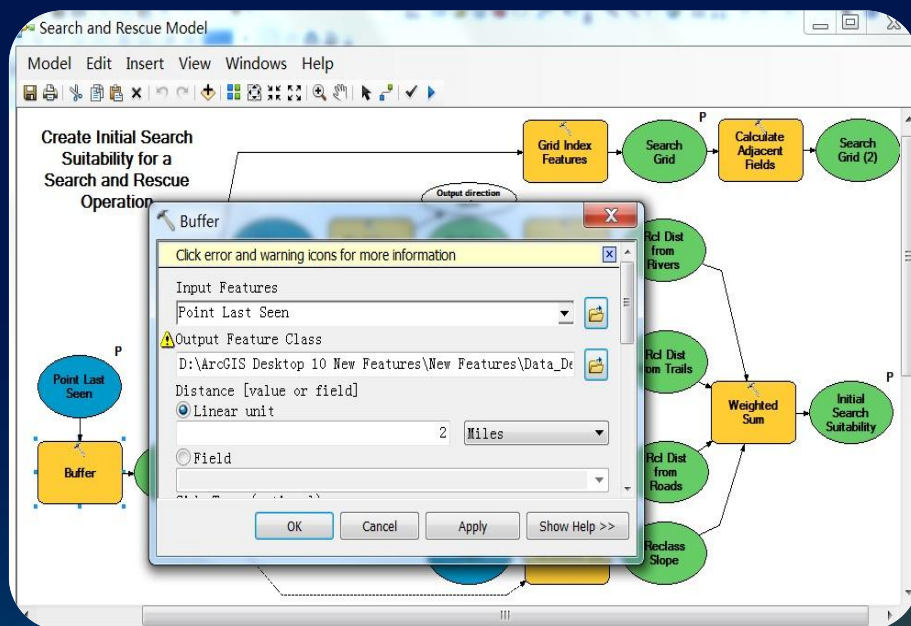 Search and Rescue Model
Model Edit Insert View Windows Help
Create Initial Search
Suitability for a
Search and Rescue
Operation
Grid Index
Features
Search
Grid
P
Calculate
Adjacent
Fields
Search
Grid (2)
Output direction
Buffer
Click error and warning icons for more information
Input Features
Point Last Seen
Output Feature Class
D:\ArcGIS Desktop 10 New Features\New Features\Data_De
Distance [value or field]
Linear unit
2 Miles
Field
OK Cancel Apply Show Help >>
P
Point Last
Seen
Buffer
Rcl Dist
from
Rivers
Rcl Dist
om Trails
Rcl Dist
from
Roads
Reclass
Slope
Weighted
Sum
P
Initial
Search
Suitability